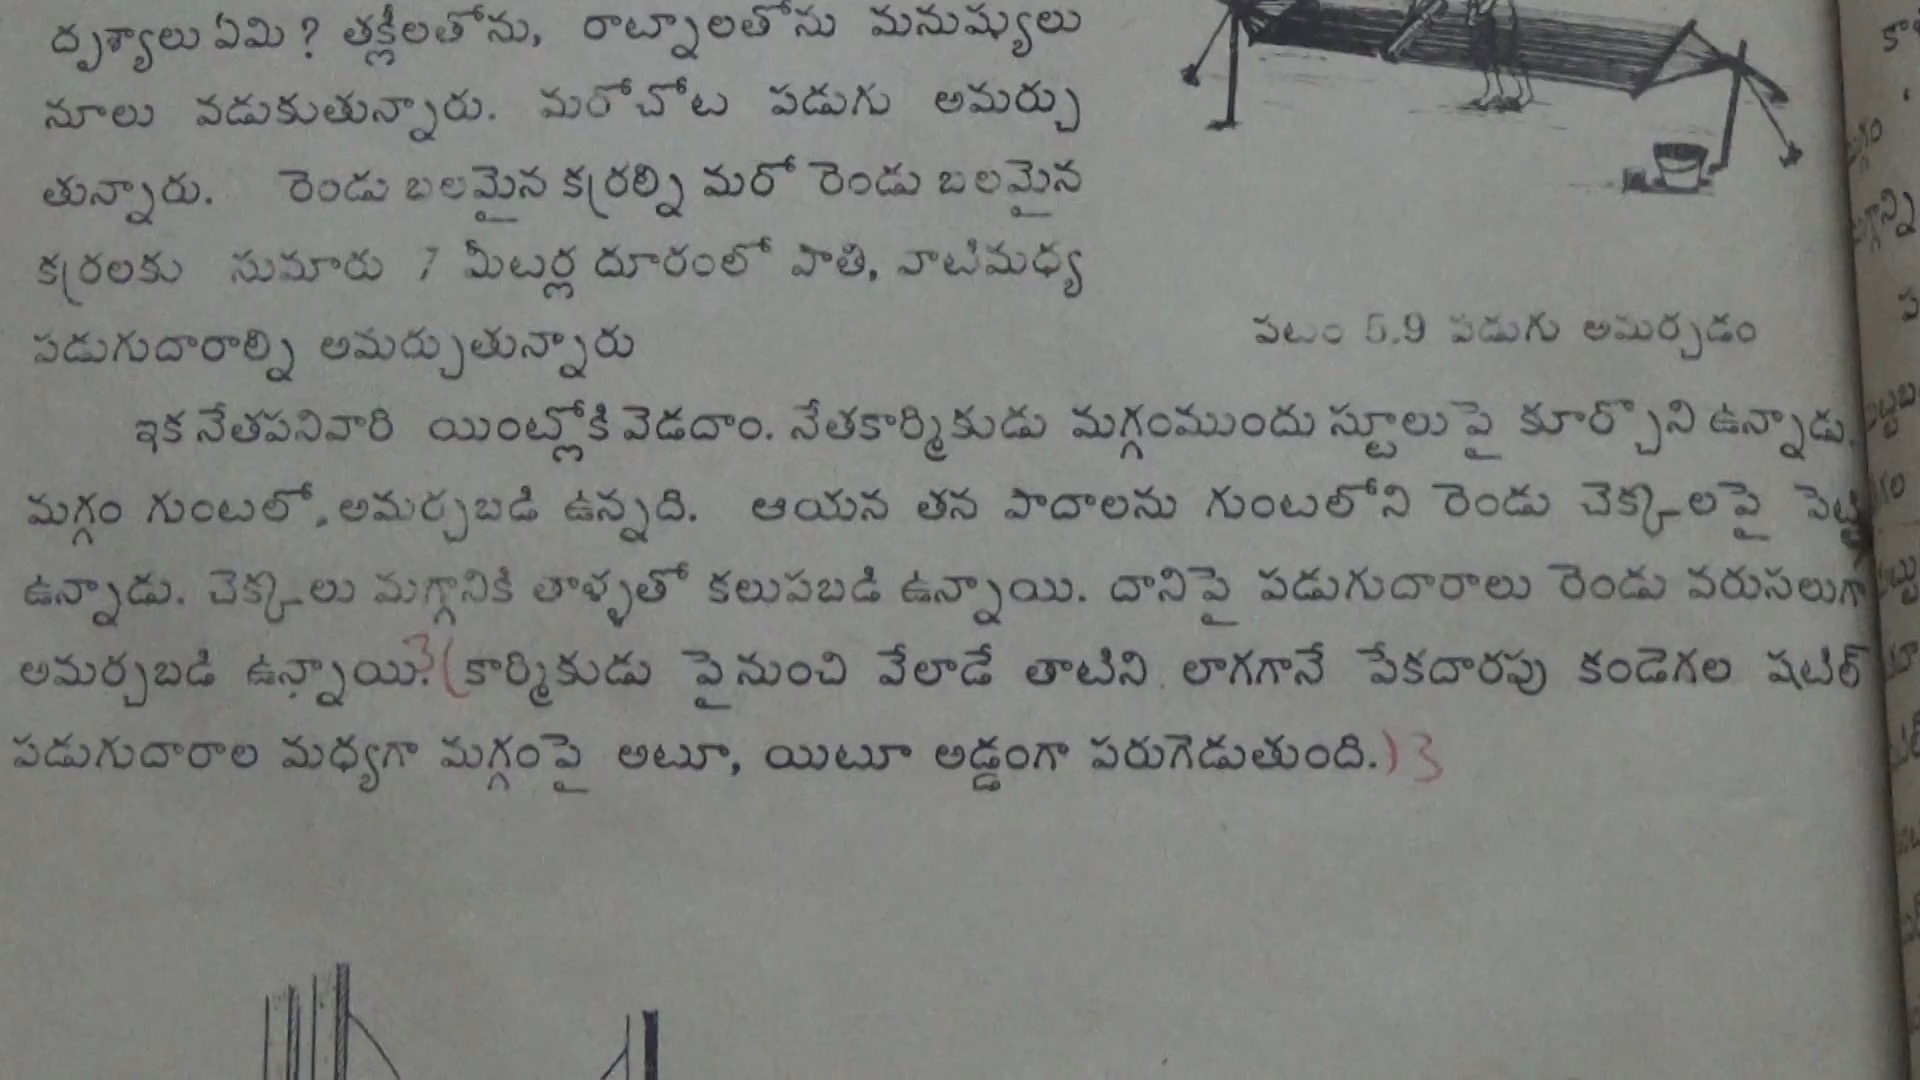 దృశ్యాలు ఏమి? తక్లీలతోను, రాట్నాలతోను మనుష్యులు
నూలు వడుకుతున్నారు. మరోచోట పడుగు అమర్చు
తున్నారు. రెండు బలమైన కర్రల్ని మరో రెండు బలమైన
కర్రలకు సుమారు 7 మీటర్ల దూరంలో పాతి, వాటిమధ్య
పడుగుదారాల్ని అమర్చుతున్నారు
పటం 5.9 పడుగు అమర్చడం
ఇక నేతపనివారి యింట్లోకి వెడదాం. నేతకార్మికుడు మగ్గంముందు స్టూలుపై కూర్చొని ఉన్నాడు.
మగ్గం గుంటలో, అమర్చబడి ఉన్నది. ఆయన తన పాదాలను గుంటలోని రెండు చెక్కలపై పెట్టి
ఉన్నాడు. చెక్కలు మగ్గానికి తాళ్ళతో కలుపబడి ఉన్నాయి. దానిపై పడుగుదారాలు రెండు వరుసలుగా
అమర్చబడి ఉన్నాయి. 3( కార్మికుడు పైనుంచి వేలాడే తాటిని లాగగానే పేకదారపు కండెగల షటిల్
పడుగుదారాల మధ్యగా మగ్గంపై అటూ, యిటూ అడ్డంగా పరుగెడుతుంది.)3